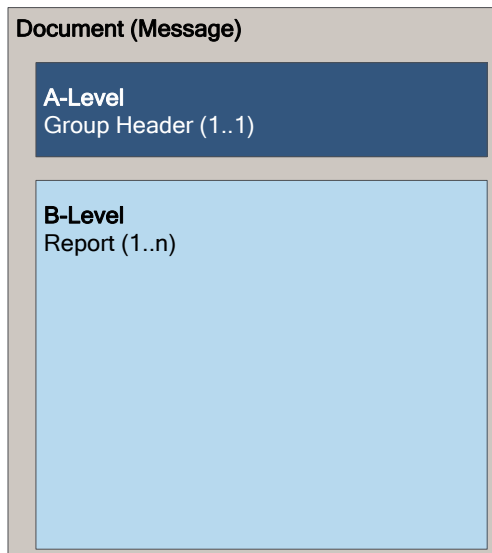 Document (Message)
A-Level
Group Header (1..1)
B-Level
Report (1..n)